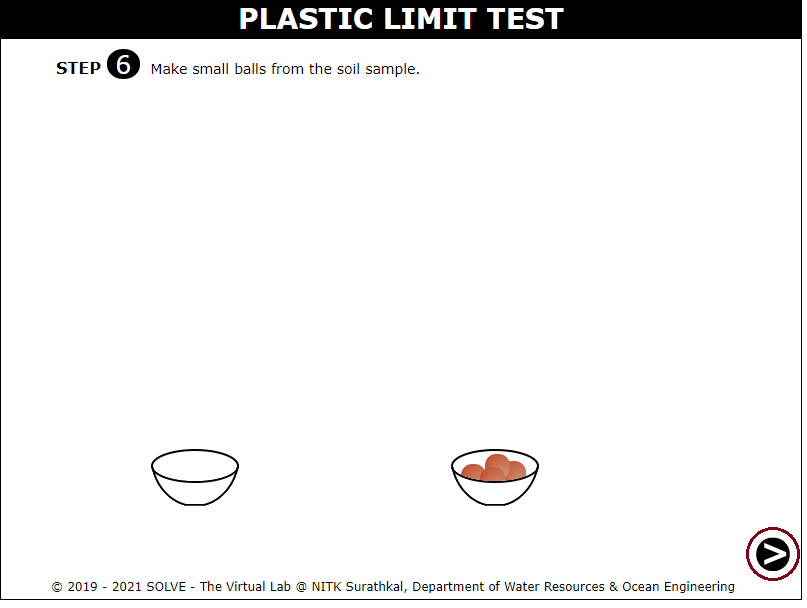 PLASTIC LIMIT TEST
STEP 6 Make small balls from the soil sample.
>
© 2019 - 2021 SOLVE - The Virtual Lab @ NITK Surathkal, Department of Water Resources & Ocean Engineering